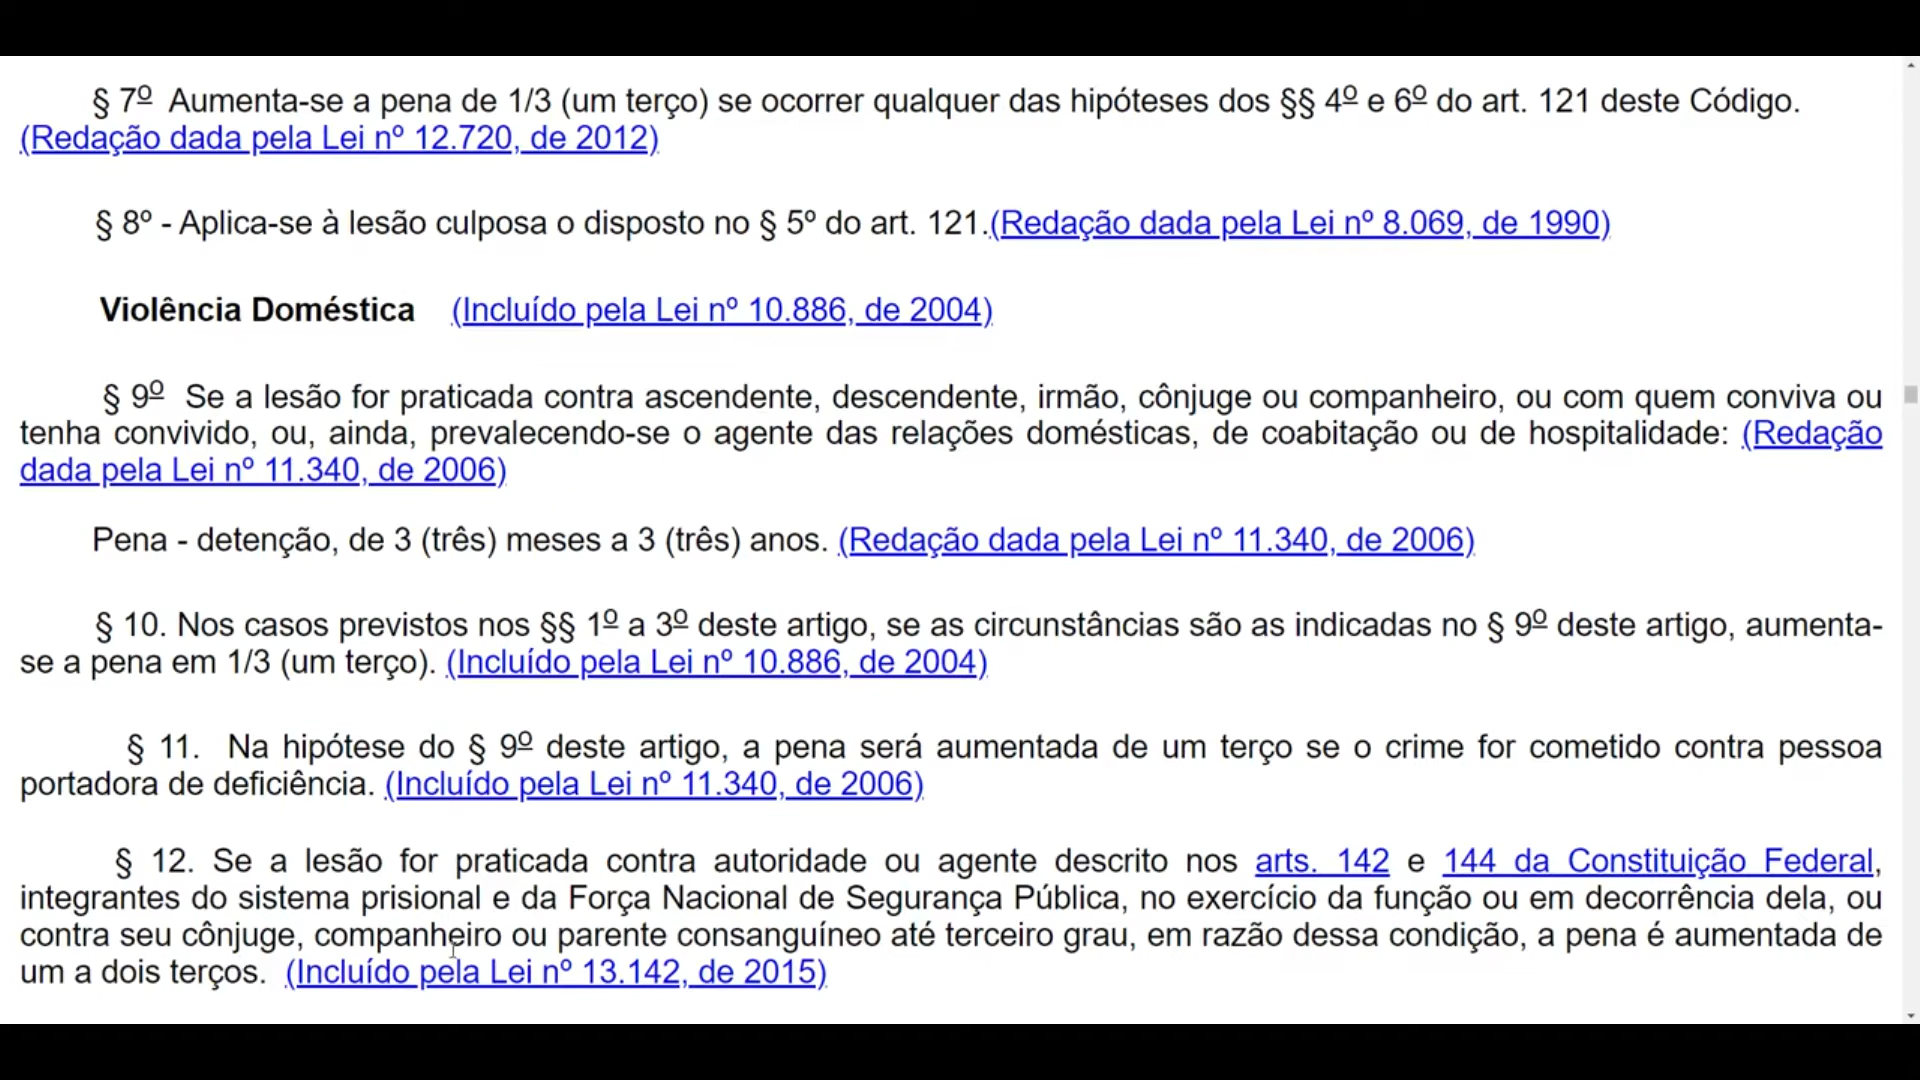 § 7º Aumenta-se a pena de 1/3 (um terço) se ocorrer qualquer das hipóteses dos §§ 4º e 6º do art. 121 deste Código.
(Redação dada pela Lei nº 12.720, de 2012)
§ 8º - Aplica-se à lesão culposa o disposto no § 5º do art. 121.(Redação dada pela Lei nº 8.069, de 1990)
Violência Doméstica (Incluído pela Lei nº 10.886, de 2004)
§ 9º Se a lesão for praticada contra ascendente, descendente, irmão, cônjuge ou companheiro, ou com quem conviva ou
tenha convivido, ou, ainda, prevalecendo-se o agente das relações domésticas, de coabitação ou de hospitalidade: (Redação
dada pela Lei nº 11.340, de 2006)
Pena - detenção, de 3 (três) meses a 3 (três) anos. (Redação dada pela Lei nº 11.340, de 2006)
§ 10. Nos casos previstos nos §§ 1º a 3º deste artigo, se as circunstâncias são as indicadas no § 9º deste artigo, aumenta-
se a pena em 1/3 (um terço). (Incluído pela Lei nº 10.886, de 2004)
§ 11. Na hipótese do § 9º deste artigo, a pena será aumentada de um terço se o crime for cometido contra pessoa
portadora de deficiência. (Incluído pela Lei nº 11.340, de 2006)
§ 12. Se a lesão for praticada contra autoridade ou agente descrito nos arts. 142 e 144 da Constituição Federal,
integrantes do sistema prisional e da Força Nacional de Segurança Pública, no exercício da função ou em decorrência dela, ou
contra seu cônjuge, companheiro ou parente consanguíneo até terceiro grau, em razão dessa condição, a pena é aumentada de
um a dois terços. (Incluído pela Lei nº 13.142, de 2015)